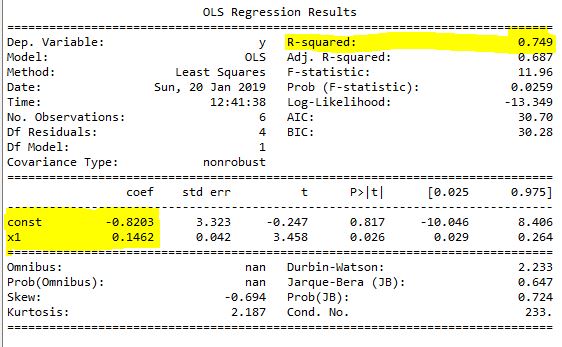 OLS Regression Results
==============================================================================
Dep. Variable: y R-squared: 0.749
Model: OLS Adj. R-squared: 0.687
Method: Least Squares F-statistic: 11.96
Date: Sun, 20 Jan 2019 Prob (F-statistic): 0.0259
Time: 12:41:38 Log-Likelihood: -13.349
No. Observations: 6 AIC: 30.70
Df Residuals: 4 BIC: 30.28
Df Model: 1
Covariance Type: nonrobust
==============================================================================
coef std err t P>|t| [0.025 0.975]
------------------------------------------------------------------------------
const -0.8203 3.323 -0.247 0.817 -10.046 8.406
x1 0.1462 0.042 3.458 0.026 0.029 0.264
==============================================================================
Omnibus: nan Durbin-Watson: 2.233
Prob(Omnibus): nan Jarque-Bera (JB): 0.647
Skew: -0.694 Prob(JB): 0.724
Kurtosis: 2.187 Cond. No. 233.
==============================================================================